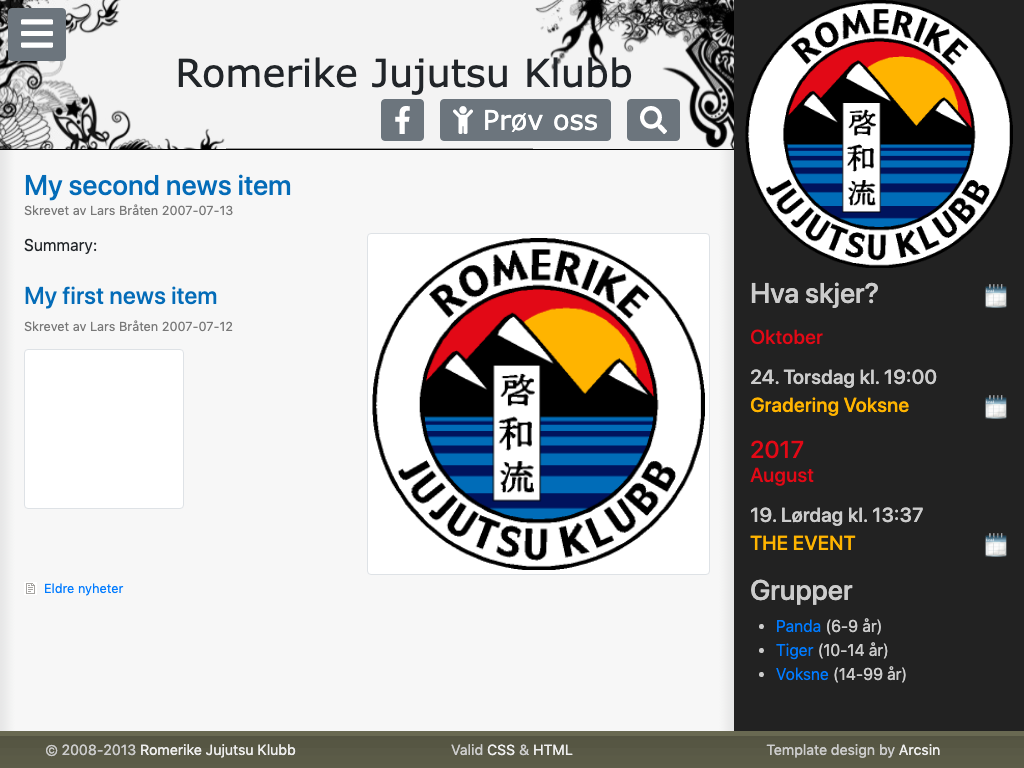 Romerike Jujutsu Klubb
Prøv oss
My second news item
Skrevet av Lars Bråten 2007-07-13
Summary:
My first news item
Skrevet av Lars Bråten 2007-07-12
ROMERIKE
啓和流
JUJUTSU KLUBB
Eldre nyheter
ROMERIKE
啓和流
JUJUTSU KLUBB
Hva skjer?
Oktober
24. Torsdag kl. 19:00
Gradering Voksne
2017
August
19. Lørdag kl. 13:37
THE EVENT
Grupper
Panda (6-9 år)
Tiger (10-14 år)
Voksne (14-99 år)
© 2008-2013 Romerike Jujutsu Klubb
Valid CSS & HTML
Template design by Arcsin